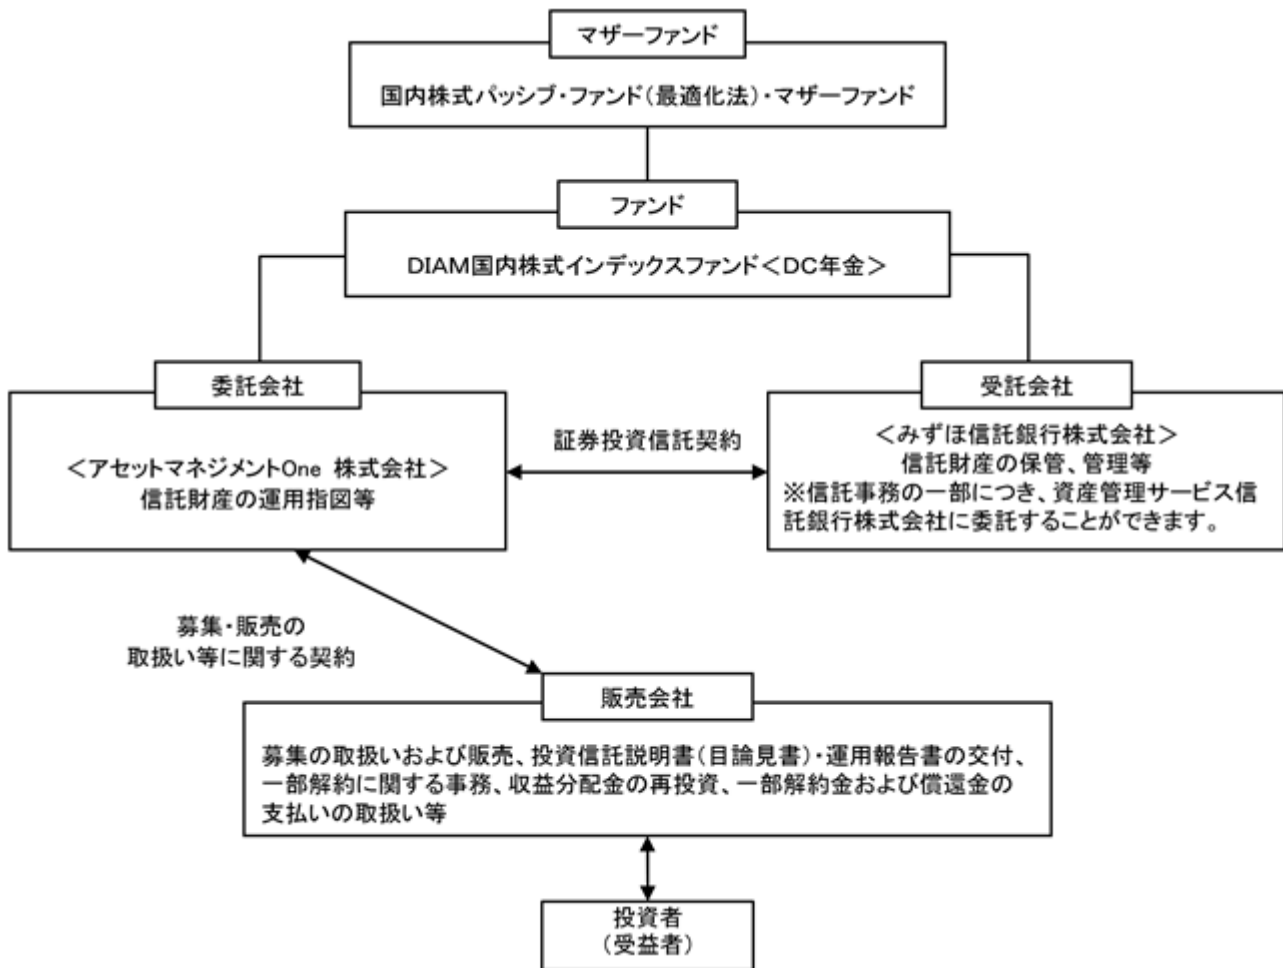 マザーファンド
国内株式パッシブ・ファンド(最適化法)・マザーファンド
ファンド
DIAM国内株式インデックスファンド<DC年金>
委託会社
<アセットマネジメントOne 株式会社>
信託財産の運用指図等
証券投資信託契約
受託会社
<みずほ信託銀行株式会社>
信託財産の保管、管理等
※信託事務の一部につき、資産管理サービス信
託銀行株式会社に委託することができます。
募集・販売の
取扱い等に関する契約
販売会社
募集の取扱いおよび販売、投資信託説明書(目論見書)・運用報告書の交付、
一部解約に関する事務、収益分配金の再投資、一部解約金および償還金の
支払いの取扱い等
投資者
(受益者)